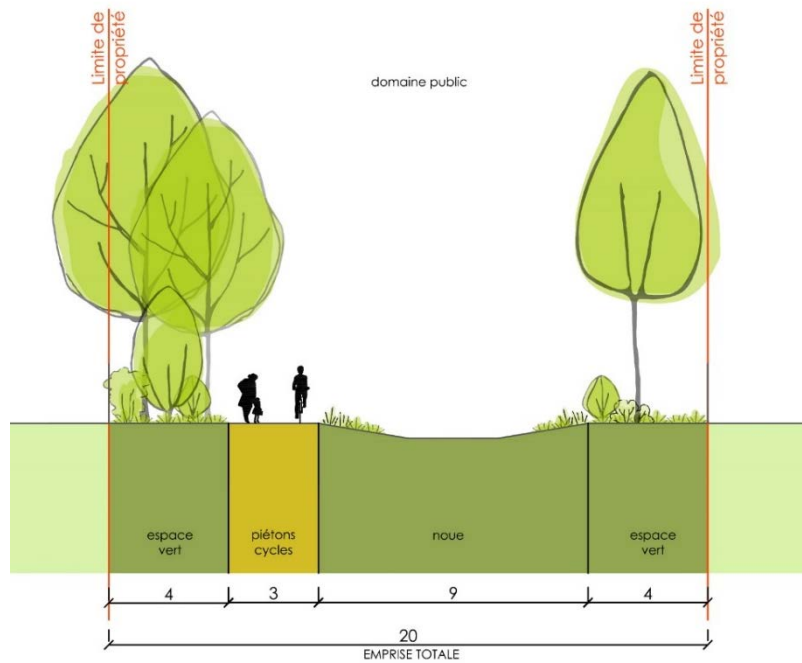 Limite de
propriété
domaine public
Limite de
propriété
espace
vert
piétons
cycles
noue
espace
vert
4
3
9
4
20
EMPRISE TOTALE